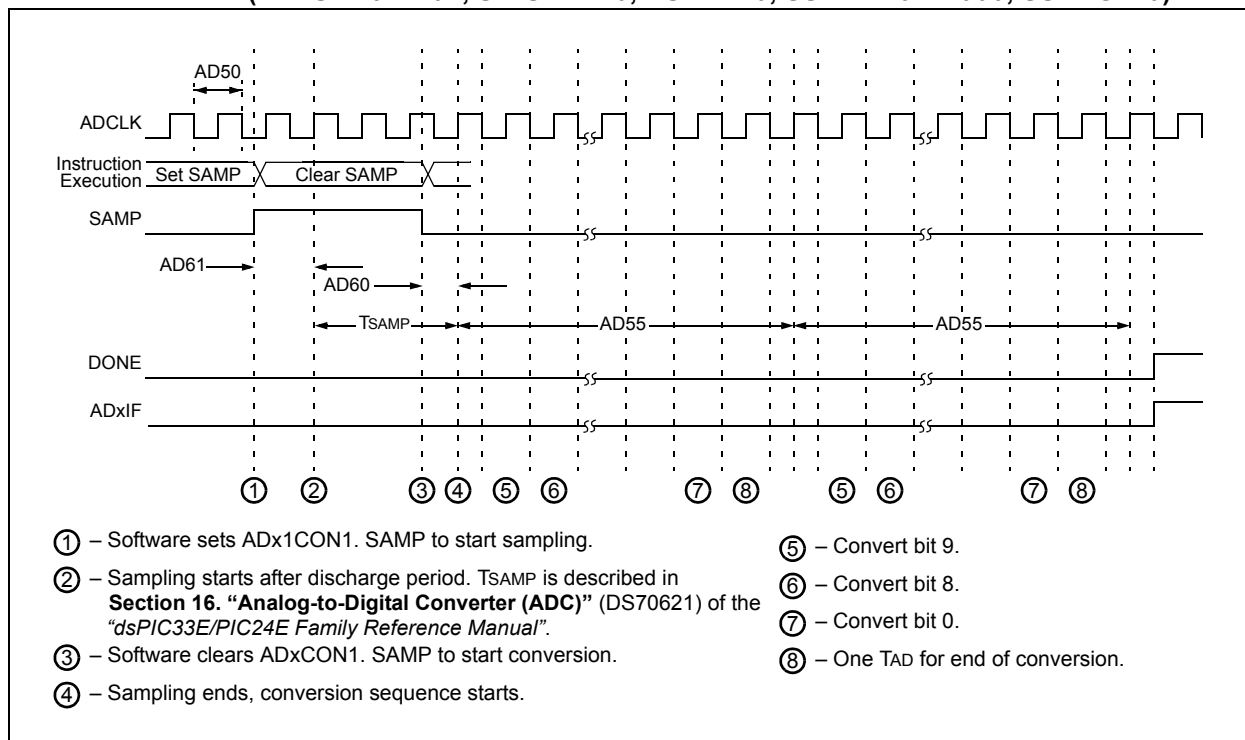 AD50
ADCLK
Instruction
Execution
Set SAMP
Clear SAMP
SAMP
AD61
AD60
TSAMP
AD55
AD55
DONE
ADxIF
1 2 3 4 5 6 7 8 5 6 7 8
1 – Software sets ADx1CON1. SAMP to start sampling.
2 – Sampling starts after discharge period. TSAMP is described in
Section 16. “Analog-to-Digital Converter (ADC)” (DS70621) of the
“dsPIC33E/PIC24E Family Reference Manual”.
3 – Software clears ADxCON1. SAMP to start conversion.
4 – Sampling ends, conversion sequence starts.
5 – Convert bit 9.
6 – Convert bit 8.
7 – Convert bit 0.
8 – One TAD for end of conversion.